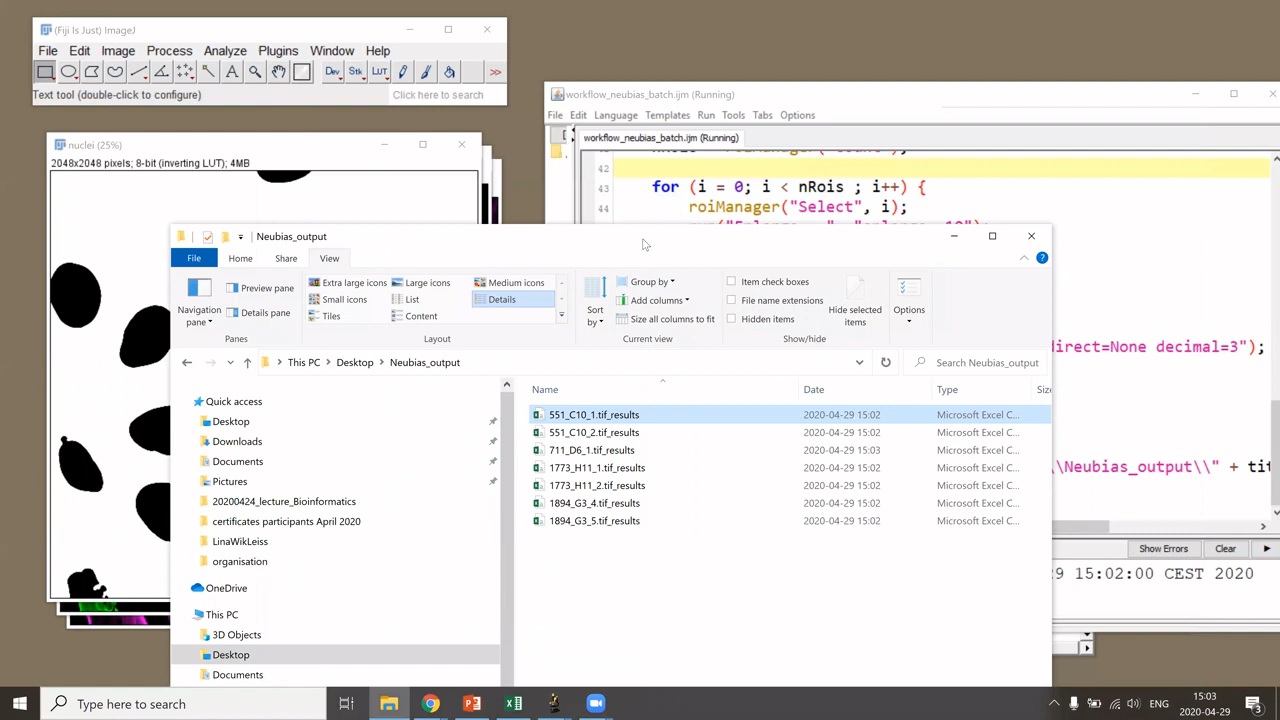 (Fiji Is Just) ImageJ
File Edit Image Process Analyze Plugins Window Help
Dev Stk LUT >>
Text tool (double-click to configure) Click here to search
workflow_neubias_batch.ijm (Running)
File Edit Language Templates Run Tools Tabs Options
workflow_neubias_batch.ijm (Running)
42
43 for (i = 0; i < nRois ; i++) {
44 roiManager("Select", i);
nuclei (25%)
2048x2048 pixels; 8-bit (inverting LUT); 4MB
Neubias_output
File Home Share View
Preview pane
Details pane
Navigation pane
Panes
Extra large icons Large icons Medium icons
Small icons List Details
Tiles Content
Layout
Sort by
Group by
Add columns
Size all columns to fit
Current view
Item check boxes
File name extensions
Hidden items
Hide selected items
Show/hide
Options
This PC Desktop Neubias_output
Search Neubias_output
Name Date Type Siz
551_C10_1.tif_results 2020-04-29 15:02 Microsoft Excel C...
551_C10_2.tif_results 2020-04-29 15:02 Microsoft Excel C...
711_D6_1.tif_results 2020-04-29 15:03 Microsoft Excel C...
1773_H11_1.tif_results 2020-04-29 15:02 Microsoft Excel C...
1773_H11_2.tif_results 2020-04-29 15:02 Microsoft Excel C...
1894_G3_4.tif_results 2020-04-29 15:02 Microsoft Excel C...
1894_G3_5.tif_results 2020-04-29 15:02 Microsoft Excel C...
Quick access
Desktop
Downloads
Documents
Pictures
20200424_lecture_Bioinformatics
certificates participants April 2020
LinaWikLeiss
organisation
OneDrive
This PC
3D Objects
Desktop
Documents
direct=None decimal=3");
\\Neubias_output\\" + tit
Show Errors Clear
29 15:02:00 CEST 2020
Type here to search
ENG
15:03
2020-04-29
3